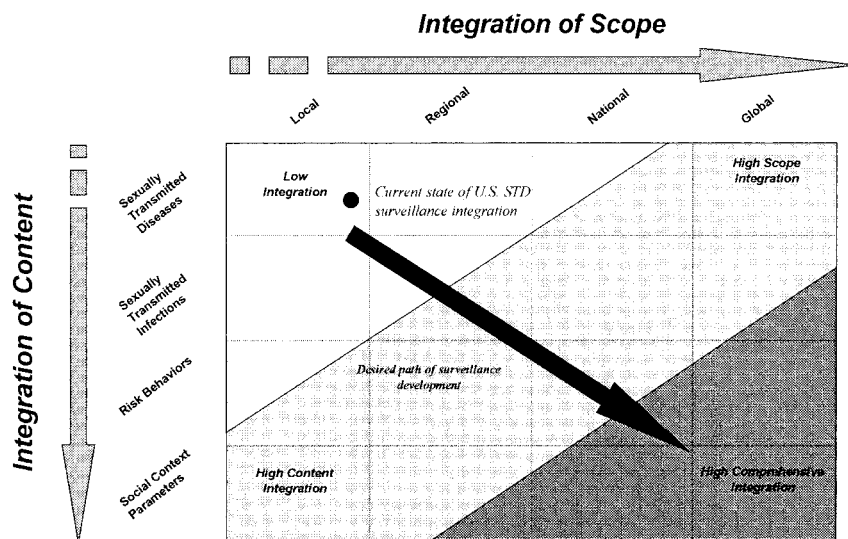 Integration of Scope
Local
Regional
National
Global
Integration of Content
Sexually
Transmitted
Diseases
Sexually
Transmitted
Infections
Risk Behaviors
Social Context
Parameters
Low
Integration
Current state of U.S. STD
surveillance integration
High Scope
Integration
Desired path of surveillance
development
High Content
Integration
High Comprehensive
Integration